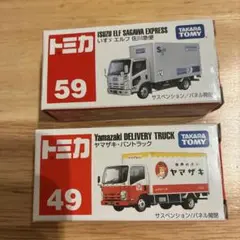 トミカ
59
ISUZU ELF SAGAWA EXPRESS
いすゞ エルフ 佐川急便
TAKARA TOMY
サスペンション/パネル開閉
トミカ
49
Yamazaki DELIVERY TRUCK
ヤマザキ・パントラック
TAKARA TOMY
ヤマザキ
サスペンション/パネル開閉